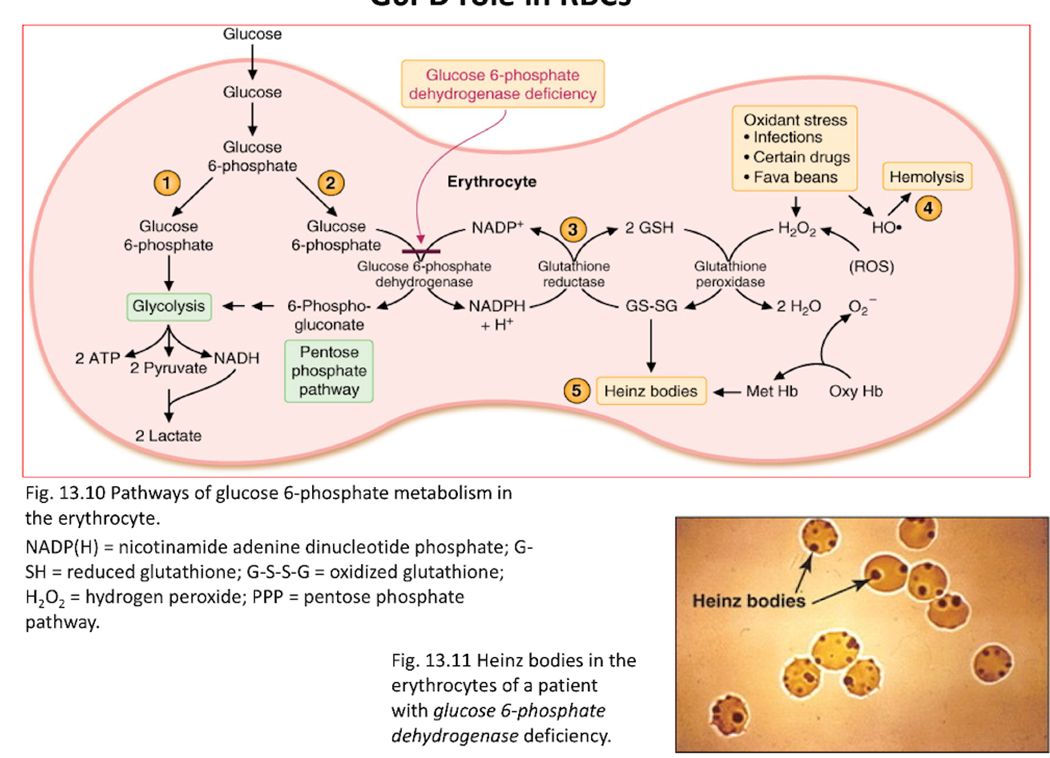 G6PD role in RBCs
Glucose
Glucose
Glucose
6-phosphate
Glucose 6-phosphate
dehydrogenase deficiency
Oxidant stress
• Infections
• Certain drugs
• Fava beans
Hemolysis
1
2
Erythrocyte
4
Glucose
6-phosphate
Glucose
6-phosphate
NADP⁺
3
2 GSH
H₂O₂
HO•
Glucose 6-phosphate
dehydrogenase
Glutathione
reductase
Glutathione
peroxidase
(ROS)
Glycolysis
6-Phospho-
gluconate
NADPH
+ H⁺
GS-SG
2 H₂O
O₂⁻
2 ATP
2 Pyruvate
NADH
Pentose
phosphate
pathway
5
Heinz bodies
Met Hb
Oxy Hb
2 Lactate
Fig. 13.10 Pathways of glucose 6-phosphate metabolism in
the erythrocyte.
NADP(H) = nicotinamide adenine dinucleotide phosphate; G-
SH = reduced glutathione; G-S-S-G = oxidized glutathione;
H₂O₂ = hydrogen peroxide; PPP = pentose phosphate
pathway.
Heinz bodies
Fig. 13.11 Heinz bodies in the
erythrocytes of a patient
with glucose 6-phosphate
dehydrogenase deficiency.